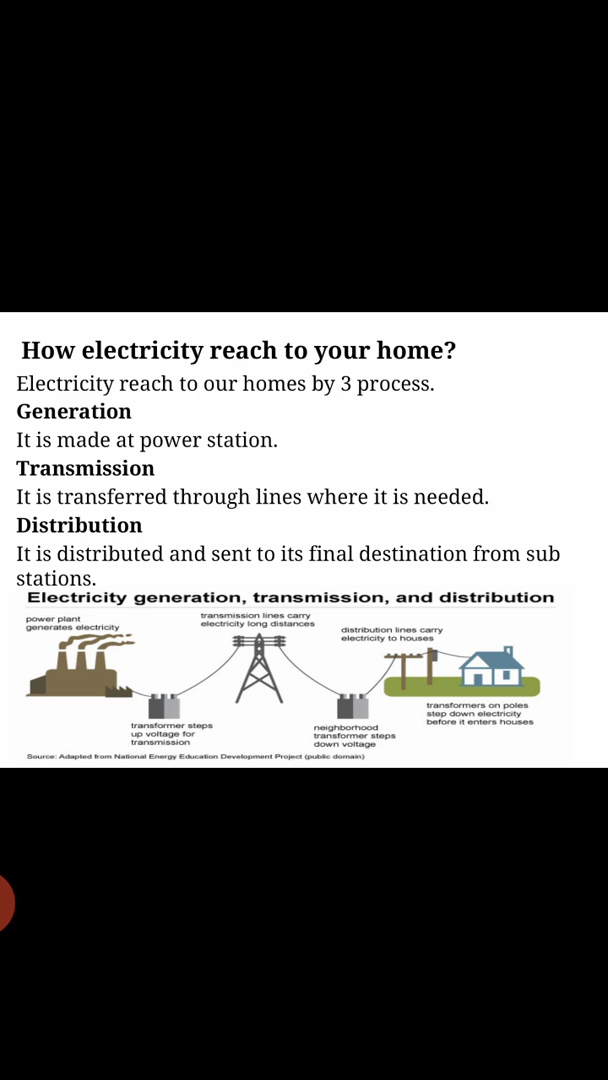 How electricity reach to your home?
Electricity reach to our homes by 3 process.
Generation
It is made at power station.
Transmission
It is transferred through lines where it is needed.
Distribution
It is distributed and sent to its final destination from sub
stations.
Electricity generation, transmission, and distribution
power plant
generates electricity
transmission lines carry
electricity long distances
distribution lines carry
electricity to houses
transformer steps
up voltage for
transmission
neighborhood
transformer steps
down voltage
transformers on poles
step down electricity
before it enters houses
Source: Adapted from National Energy Education Development Project (public domain)